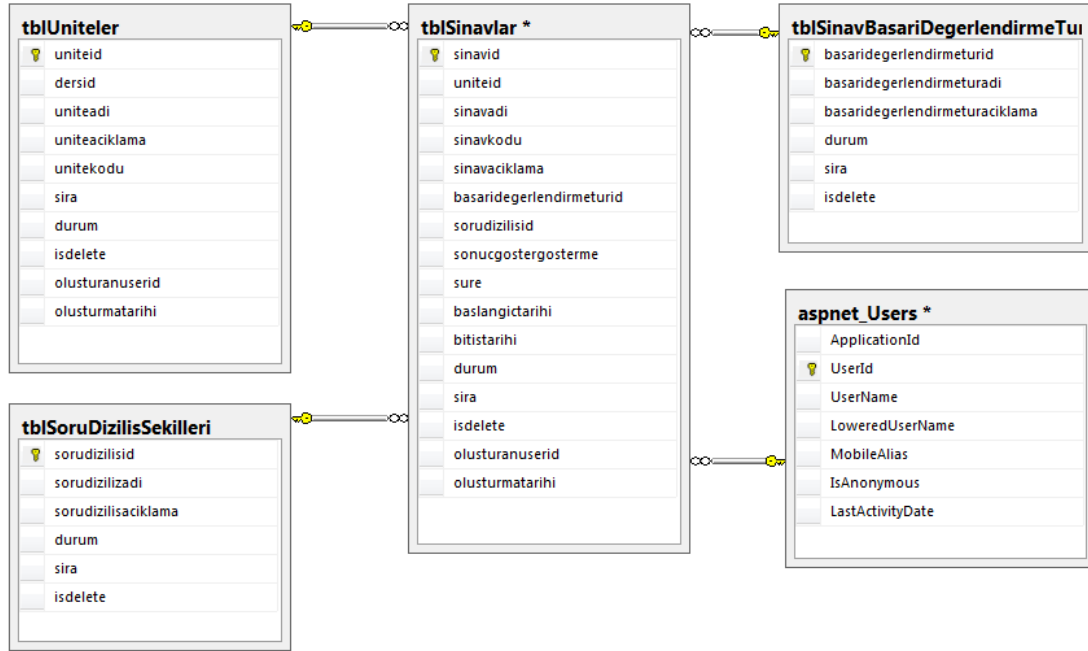 tblUniteler
uniteid
dersid
uniteadi
uniteaciklama
unitekodu
sira
durum
isdelete
olusturanuserid
olusturmatarihi
tblSoruDizilisSekilleri
sorudizilisid
sorudizilizadi
sorudizilisaciklama
durum
sira
isdelete
tblSinavlar *
sinavid
uniteid
sinavadi
sinavkodu
sinavaciklama
basaridegerlendirmeturid
sorudizilisid
sonucgostergosterme
sure
baslangictarihi
bitistarihi
durum
sira
isdelete
olusturanuserid
olusturmatarihi
tblSinavBasariDegerlendirmeTur
basaridegerlendirmeturid
basaridegerlendirmeturadi
basaridegerlendirmeturaciklama
durum
sira
isdelete
aspnet_Users *
ApplicationId
UserId
UserName
LoweredUserName
MobileAlias
IsAnonymous
LastActivityDate